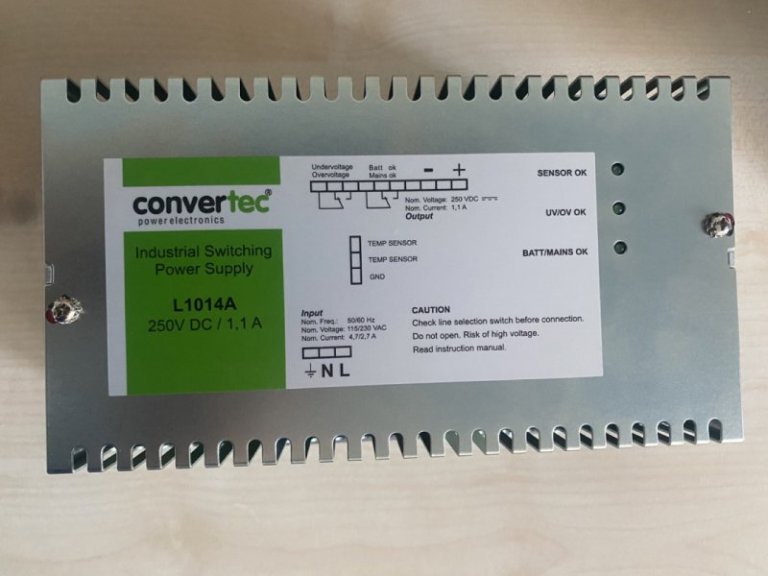 convertec®
powerelectronics
Industrial Switching
Power Supply
L1014A
250V DC / 1,1 A
Undervoltage
Overvoltage
Batt ok
Mains ok
- +
Nom. Voltage: 250 VDC
Nom. Current: 1,1 A
Output
TEMP SENSOR
TEMP SENSOR
GND
Input
Nom. Freq.: 50/60 Hz
Nom. Voltage: 115/230 VAC
Nom. Current: 4,7/2,7 A
N L
CAUTION
Check line selection switch before connection.
Do not open. Risk of high voltage.
Read instruction manual.
SENSOR OK
UV/OV OK
BATT/MAINS OK